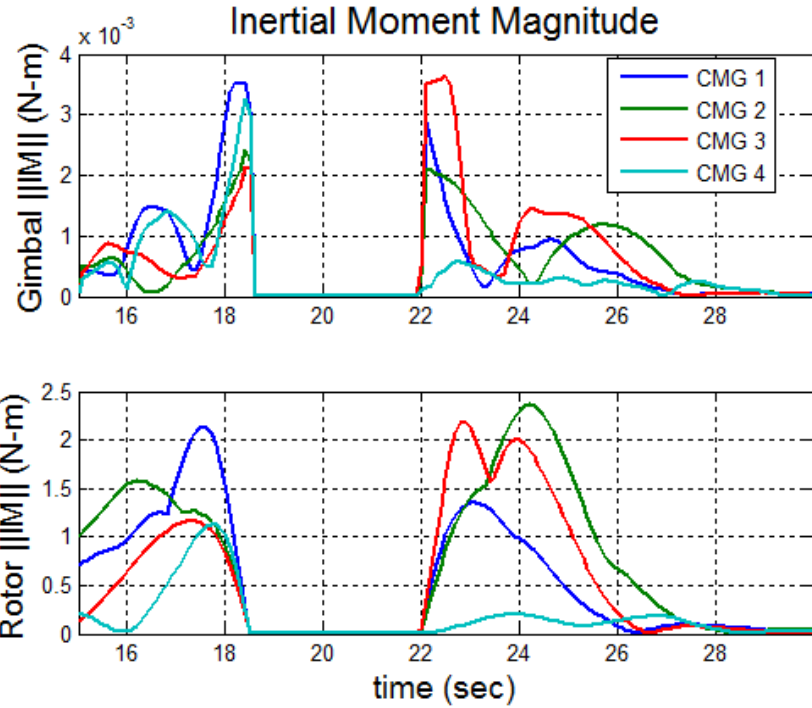 Inertial Moment Magnitude
x 10⁻³
Gimbal ||M|| (N-m)
4
3
2
1
0
16 18 20 22 24 26 28
CMG 1
CMG 2
CMG 3
CMG 4
Rotor ||M|| (N-m)
2.5
2
1.5
1
0.5
0
16 18 20 22 24 26 28
time (sec)